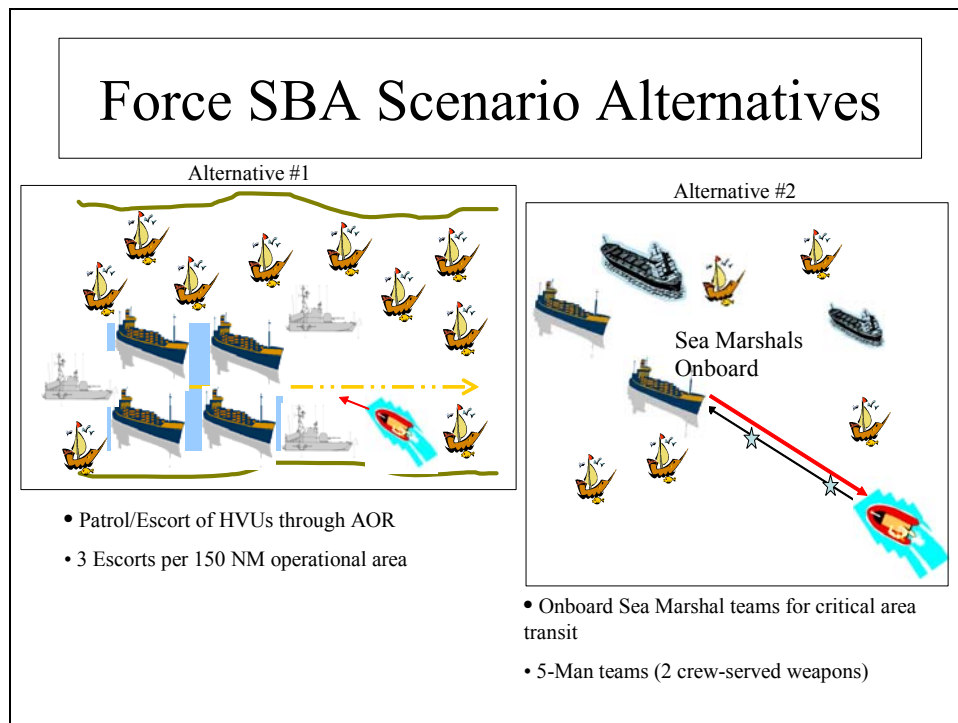 Force SBA Scenario Alternatives
Alternative #1
• Patrol/Escort of HVUs through AOR
• 3 Escorts per 150 NM operational area
Alternative #2
Sea Marshals
Onboard
• Onboard Sea Marshal teams for critical area
transit
• 5-Man teams (2 crew-served weapons)